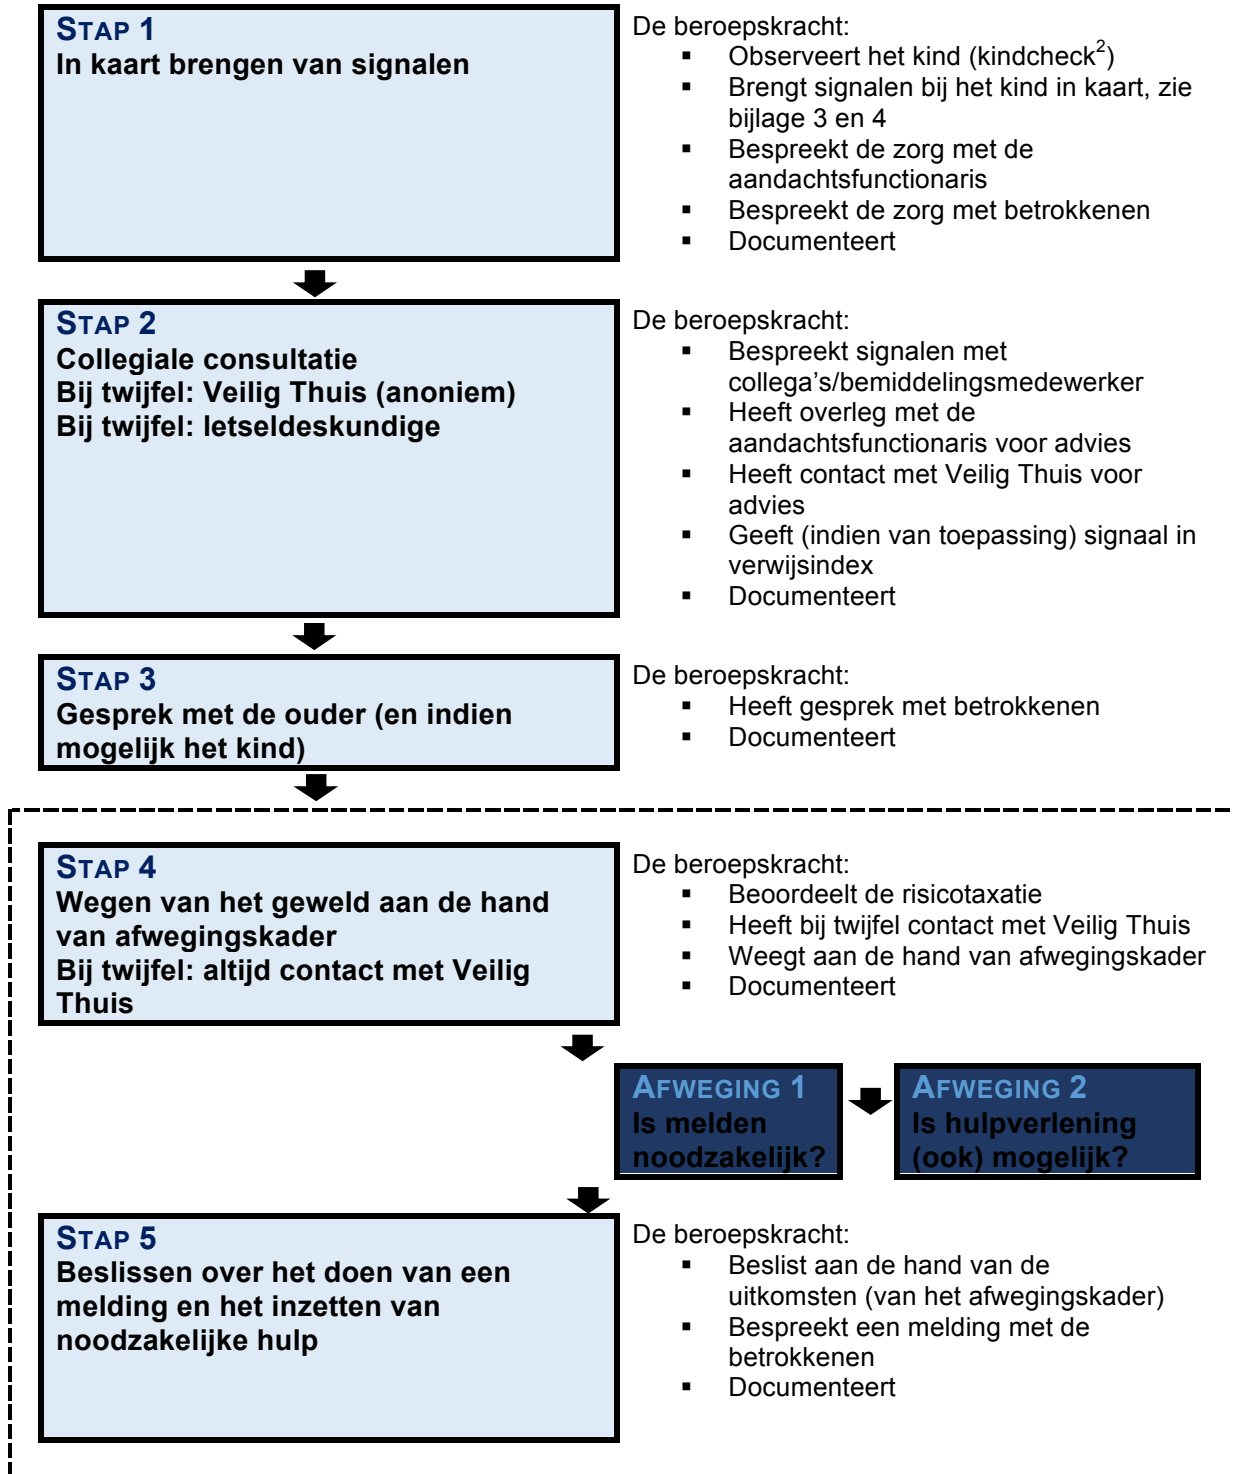 STAP 1
In kaart brengen van signalen
De beroepskracht:
▪ Observeert het kind (kindcheck²)
▪ Brengt signalen bij het kind in kaart, zie
bijlage 3 en 4
▪ Bespreekt de zorg met de
aandachtsfunctionaris
▪ Bespreekt de zorg met betrokkenen
▪ Documenteert
STAP 2
Collegiale consultatie
Bij twijfel: Veilig Thuis (anoniem)
Bij twijfel: letseldeskundige
De beroepskracht:
▪ Bespreekt signalen met
collega's/bemiddelingsmedewerker
▪ Heeft overleg met de
aandachtsfunctionaris voor advies
▪ Heeft contact met Veilig Thuis voor
advies
▪ Geeft (indien van toepassing) signaal in
verwijsindex
▪ Documenteert
STAP 3
Gesprek met de ouder (en indien
mogelijk het kind)
De beroepskracht:
▪ Heeft gesprek met betrokkenen
▪ Documenteert
STAP 4
Wegen van het geweld aan de hand
van afwegingskader
Bij twijfel: altijd contact met Veilig
Thuis
De beroepskracht:
▪ Beoordeelt de risicotaxatie
▪ Heeft bij twijfel contact met Veilig Thuis
▪ Weegt aan de hand van afwegingskader
▪ Documenteert
AFWEGING 1
Is melden
noodzakelijk?
AFWEGING 2
Is hulpverlening
(ook) mogelijk?
STAP 5
Beslissen over het doen van een
melding en het inzetten van
noodzakelijke hulp
De beroepskracht:
▪ Beslist aan de hand van de
uitkomsten (van het afwegingskader)
▪ Bespreekt een melding met de
betrokkenen
▪ Documenteert